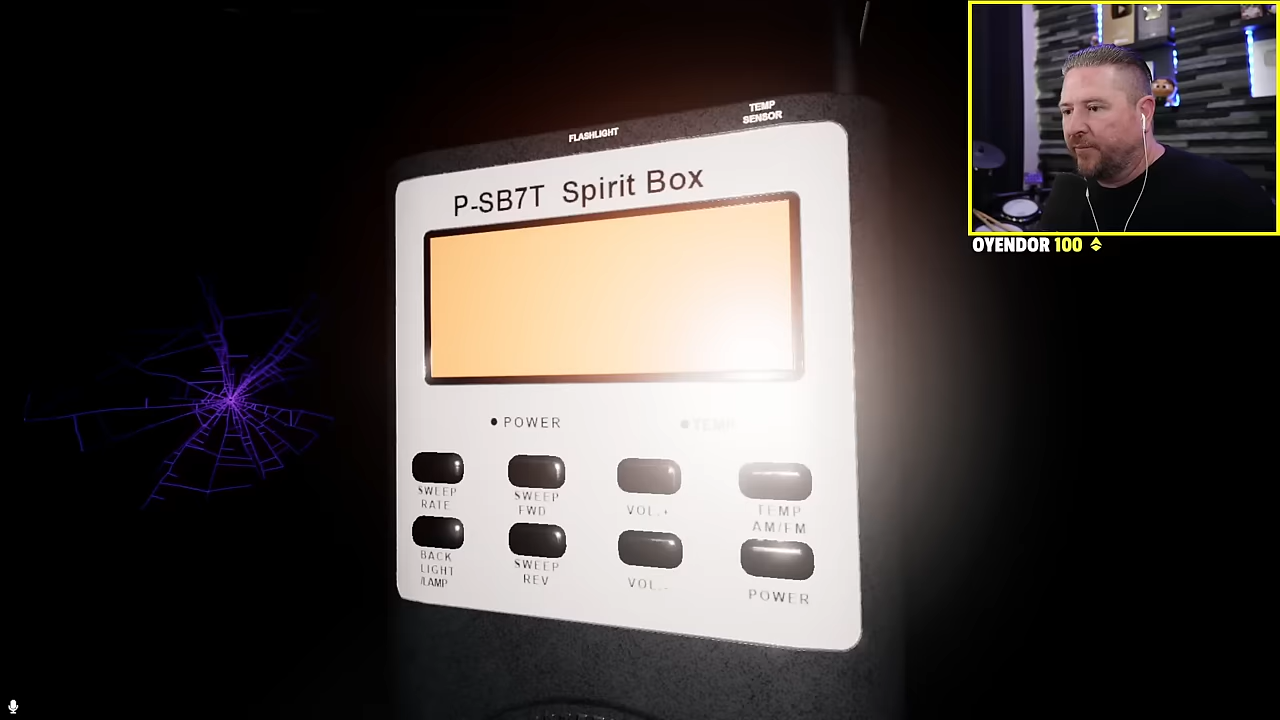 TEMP
SENSOR
FLASHLIGHT
P-SB7T Spirit Box
POWER
TEMP
SWEEP
RATE
SWEEP
FWD
VOL.+
TEMP
AM/FM
BACK
LIGHT
/LAMP
SWEEP
REV
VOL.-
POWER
OYENDOR 100